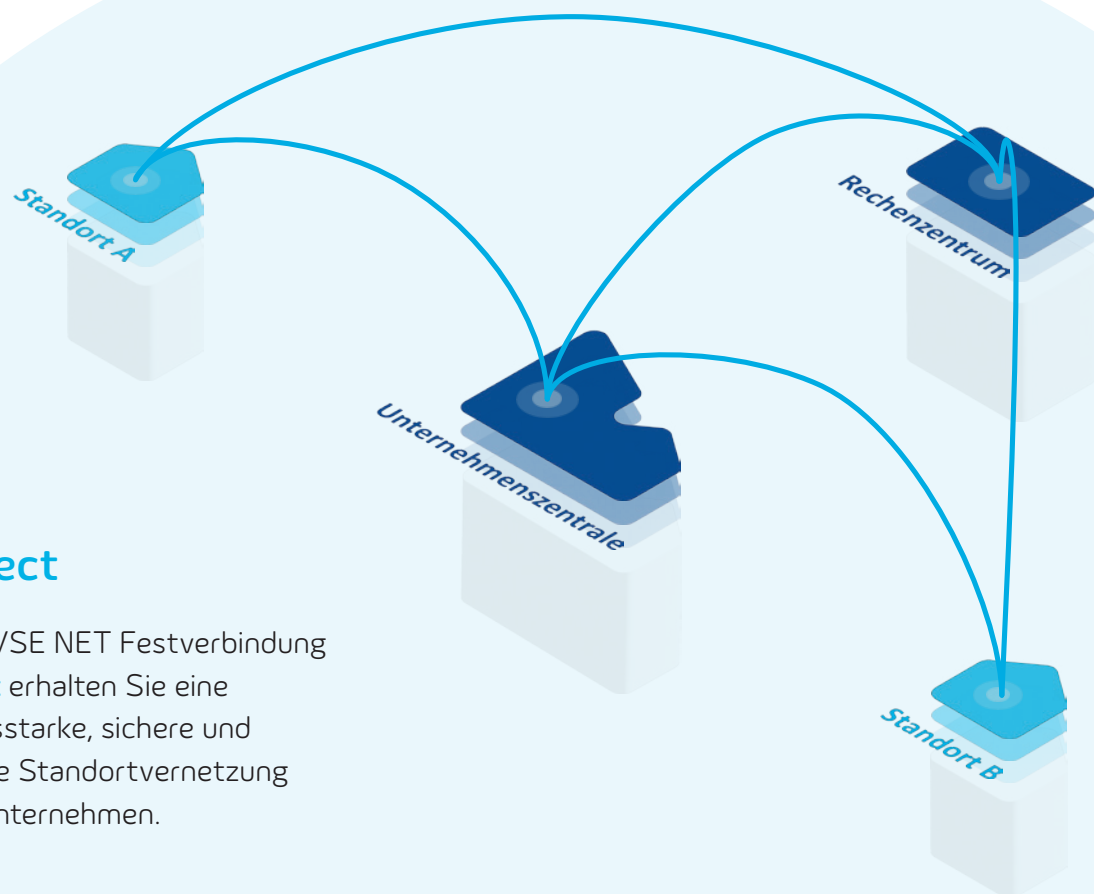 Standort A
Rechenzentrum
Unternehmenszentrale
Standort B
ect
VSE NET Festverbindung
erhalten Sie eine
sstarke, sichere und
e Standortvernetzung
nternehmen.